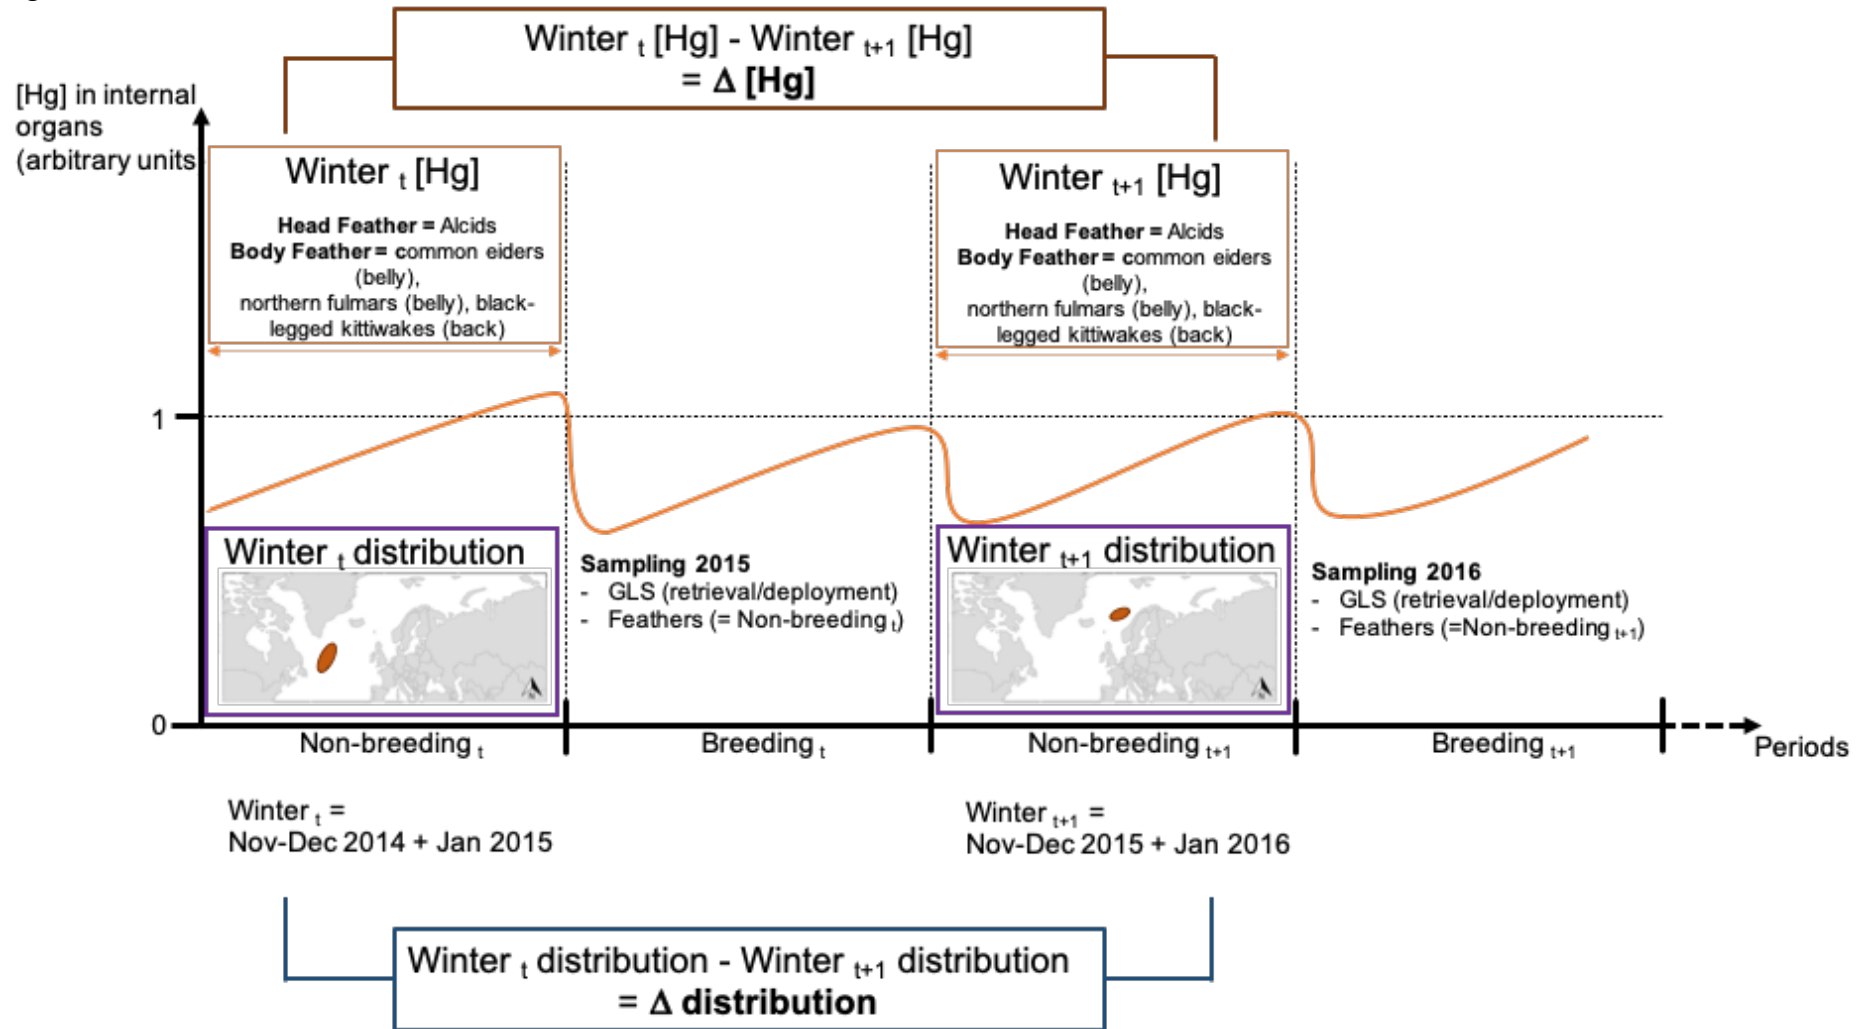 Winter t [Hg] - Winter t+1 [Hg]
= Δ [Hg]
[Hg] in internal
organs
(arbitrary units
Winter t [Hg]
Head Feather = Alcids
Body Feather = common eiders
(belly),
northern fulmars (belly), black-
legged kittiwakes (back)
Winter t+1 [Hg]
Head Feather = Alcids
Body Feather = common eiders
(belly),
northern fulmars (belly), black-
legged kittiwakes (back)
1
Winter t distribution
N
Sampling 2015
- GLS (retrieval/deployment)
- Feathers (= Non-breeding t)
Winter t+1 distribution
N
Sampling 2016
- GLS (retrieval/deployment)
- Feathers (=Non-breeding t+1)
0
Non-breeding t
Breeding t
Non-breeding t+1
Breeding t+1
Periods
Winter t =
Nov-Dec 2014 + Jan 2015
Winter t+1 =
Nov-Dec 2015 + Jan 2016
Winter t distribution - Winter t+1 distribution
= Δ distribution